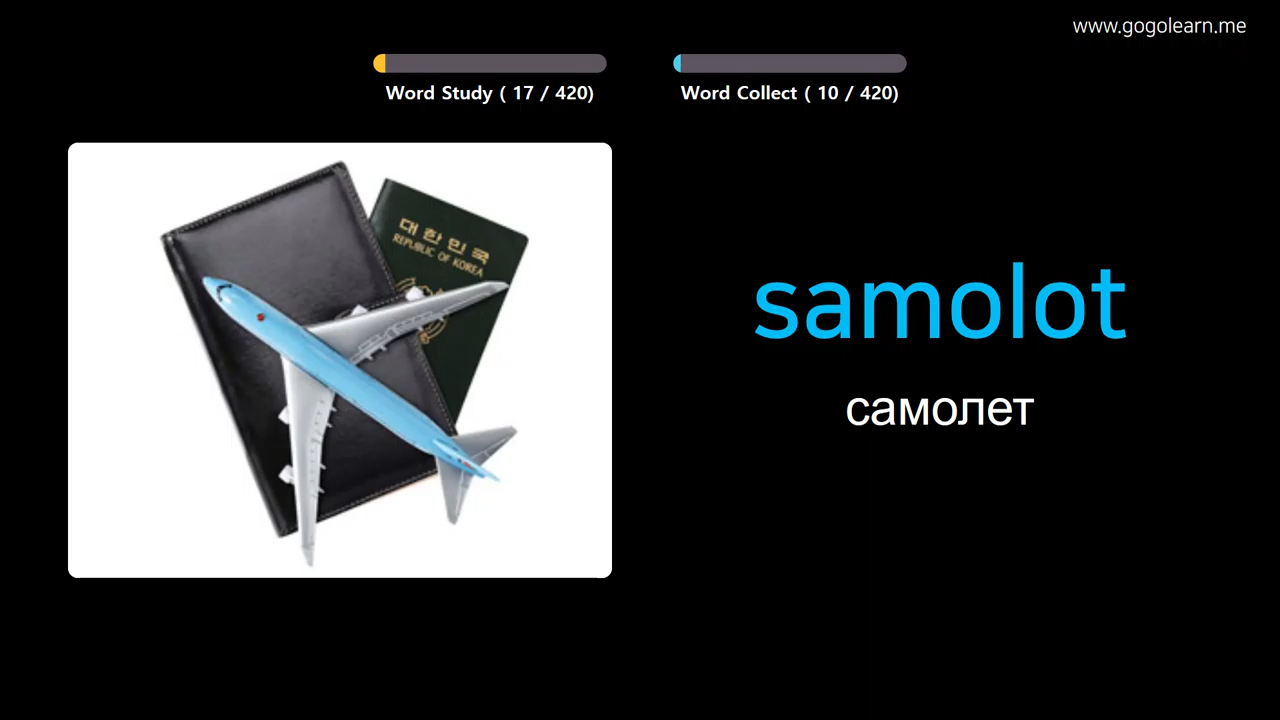 www.gogolearn.me
Word Study ( 17 / 420)
Word Collect ( 10 / 420)
대한민국
REPUBLIC OF KOREA
samolot
самолет